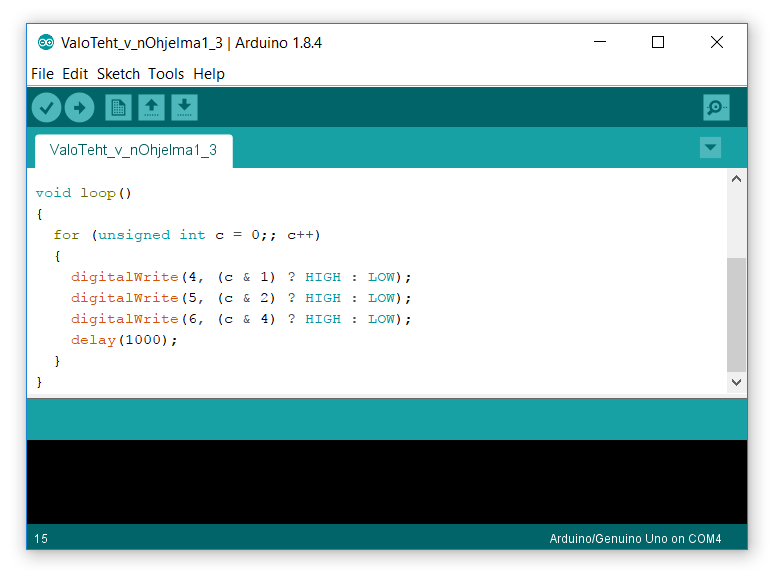 ValoTeht_v_nOhjelma1_3 | Arduino 1.8.4
File Edit Sketch Tools Help
ValoTeht_v_nOhjelma1_3
void loop()
{
  for (unsigned int c = 0;; c++)
  {
    digitalWrite(4, (c & 1) ? HIGH : LOW);
    digitalWrite(5, (c & 2) ? HIGH : LOW);
    digitalWrite(6, (c & 4) ? HIGH : LOW);
    delay(1000);
  }
}
15 Arduino/Genuino Uno on COM4